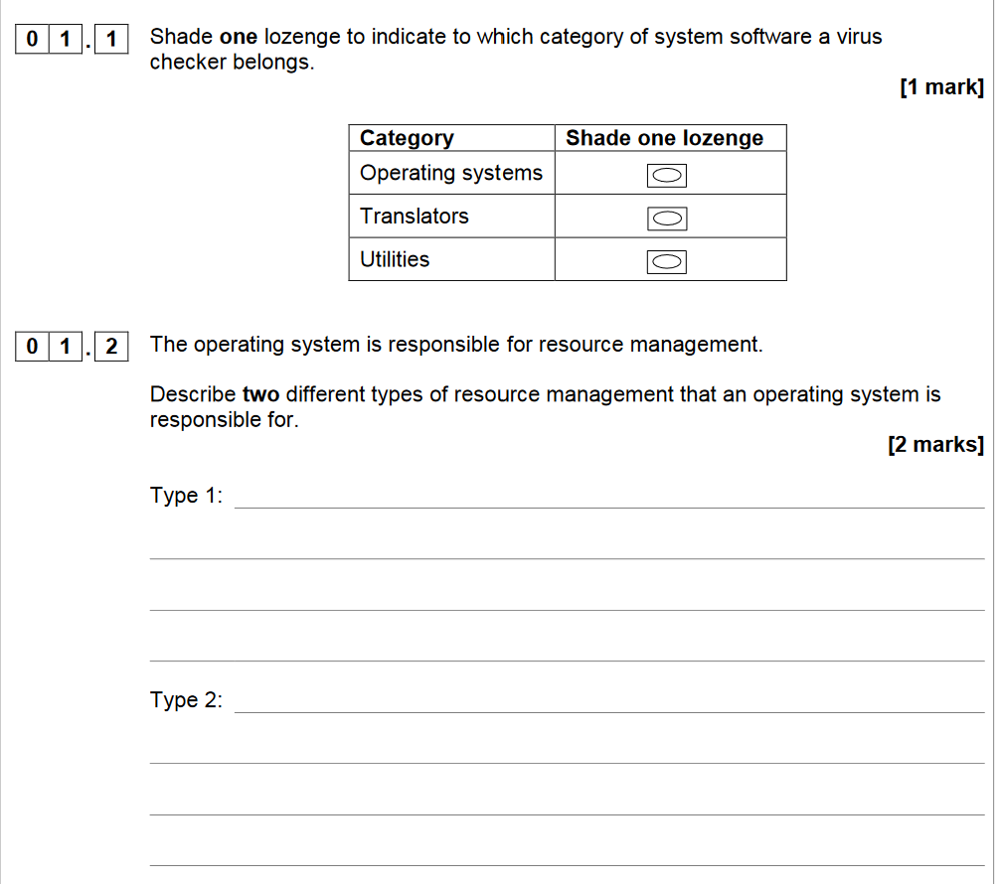 0 1 . 1 Shade one lozenge to indicate to which category of system software a virus
checker belongs.
[1 mark]
Category Shade one lozenge
Operating systems
Translators
Utilities
0 1 . 2 The operating system is responsible for resource management.
Describe two different types of resource management that an operating system is
responsible for.
[2 marks]
Type 1:
Type 2: